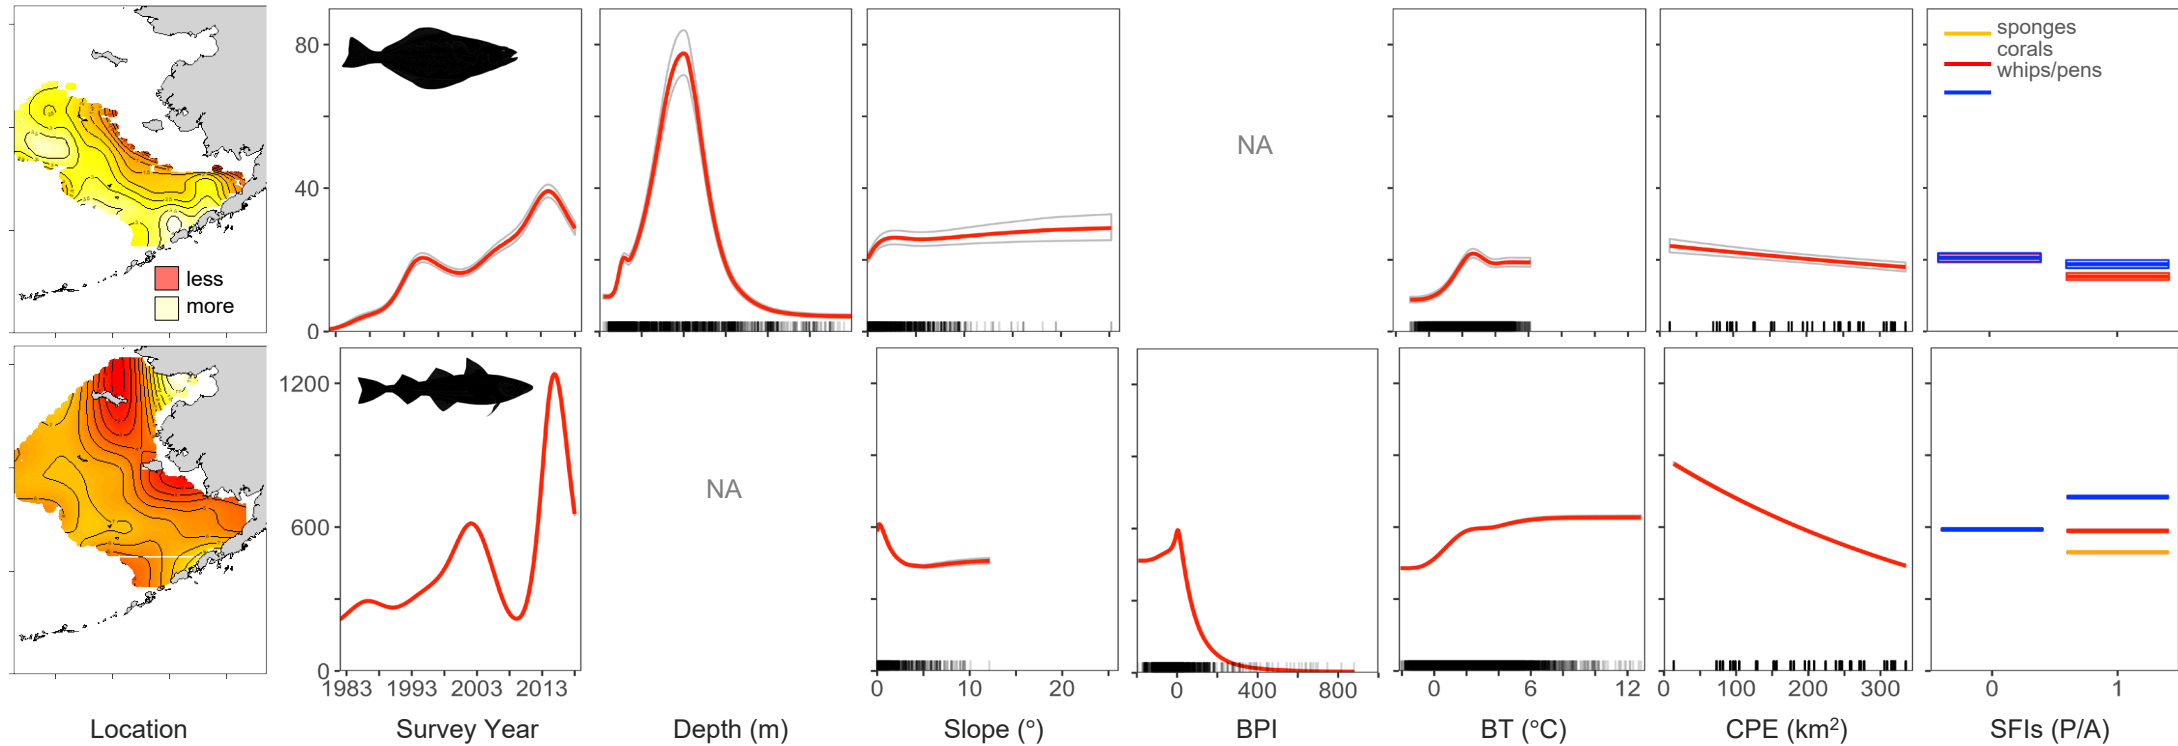 80
40
0
less
more
NA
sponges
corals
whips/pens
1200
600
0
NA
1983 1993 2003 2013
0 10 20
0 400 800
0 6 12
0 100 200 300
0 1
Location Survey Year Depth (m) Slope (°) BPI BT (°C) CPE (km²) SFIs (P/A)